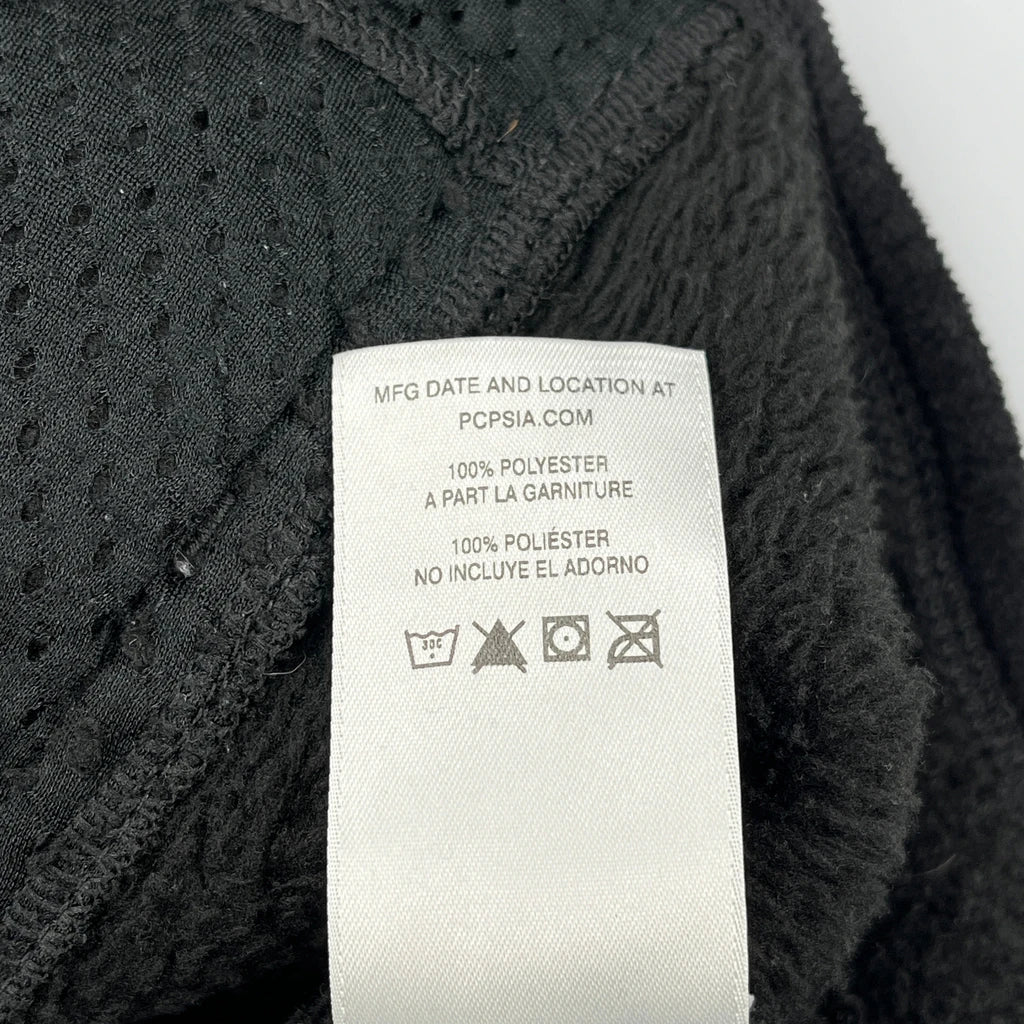 MFG DATE AND LOCATION AT
PCPSIA.COM
100% POLYESTER
A PART LA GARNITURE
100% POLIÉSTER
NO INCLUYE EL ADORNO
30C